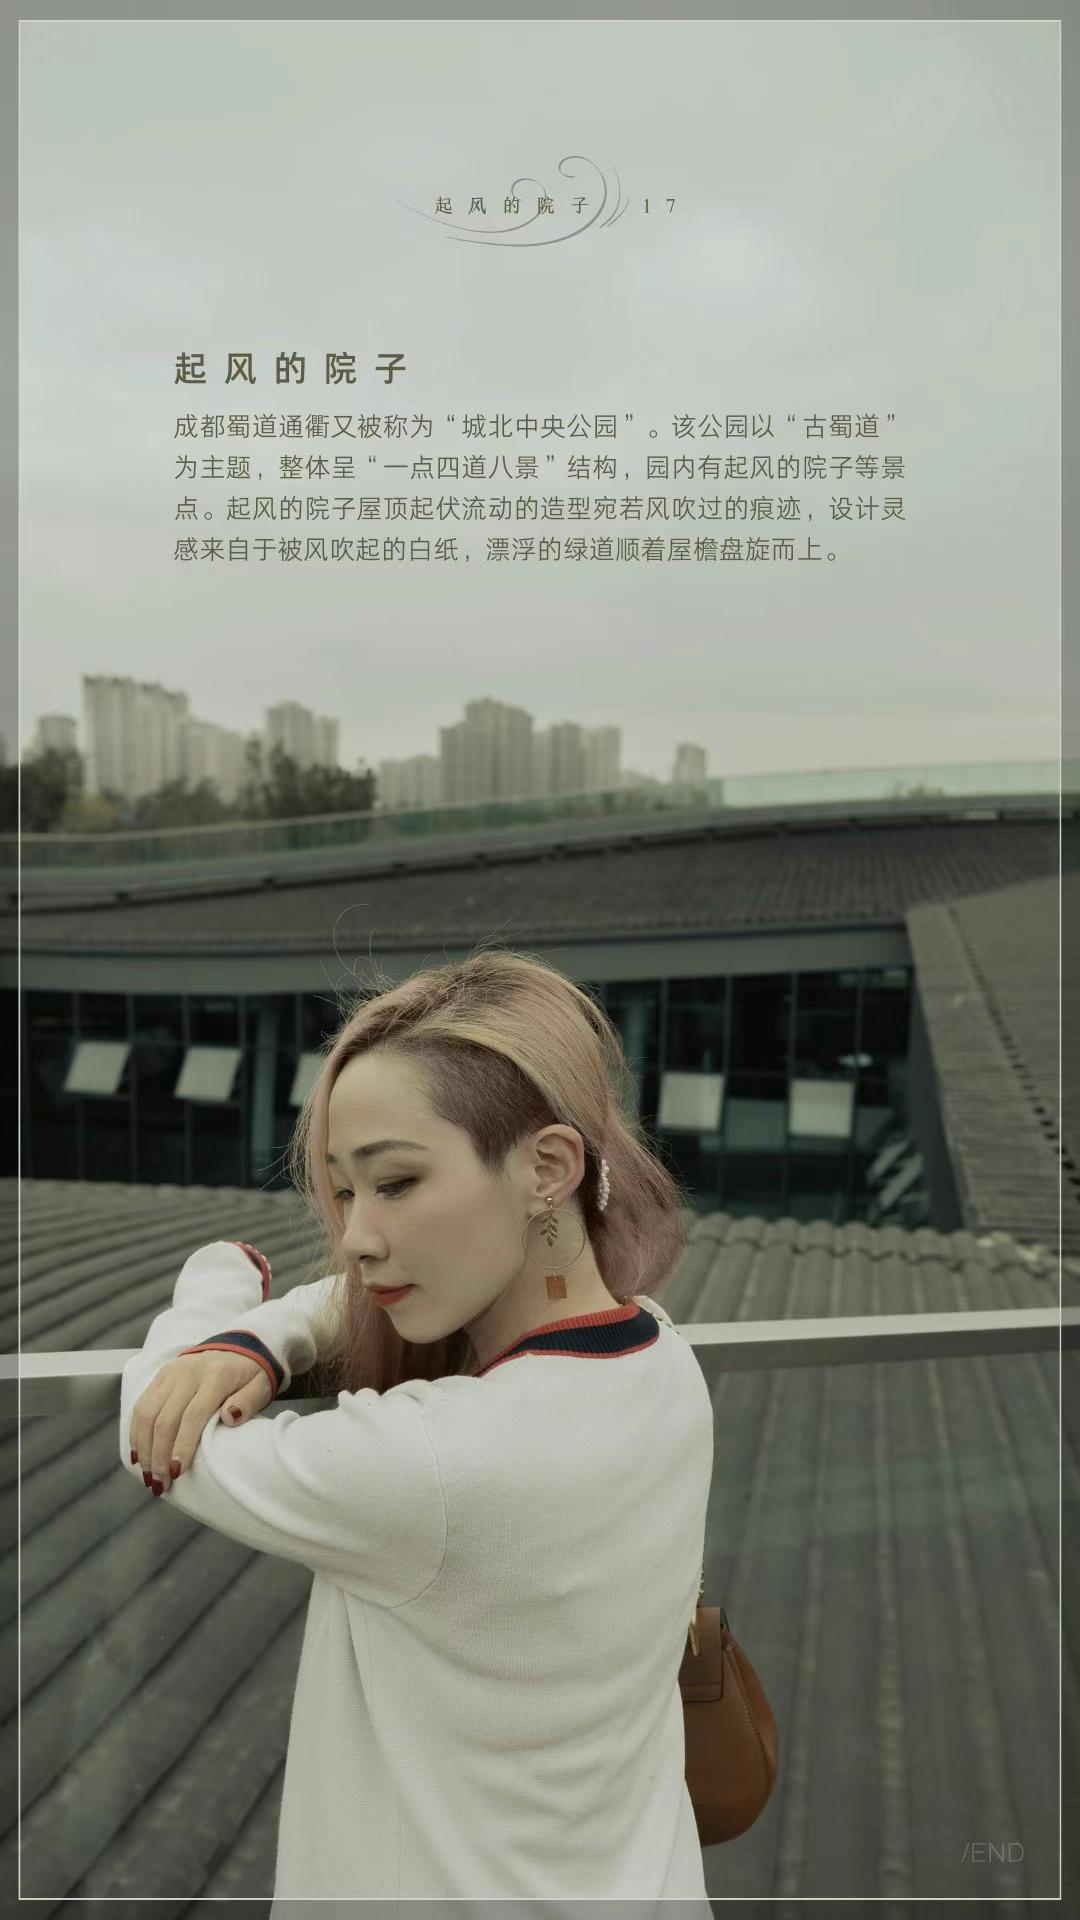 起风的院子 17
起风的院子
成都蜀道通衢又被称为“城北中央公园”。该公园以“古蜀道”
为主题，整体呈“一点四道八景”结构，园内有起风的院子等景
点。起风的院子屋顶起伏流动的造型宛若风吹过的痕迹，设计灵
感来自于被风吹起的白纸，漂浮的绿道顺着屋檐盘旋而上。
/END